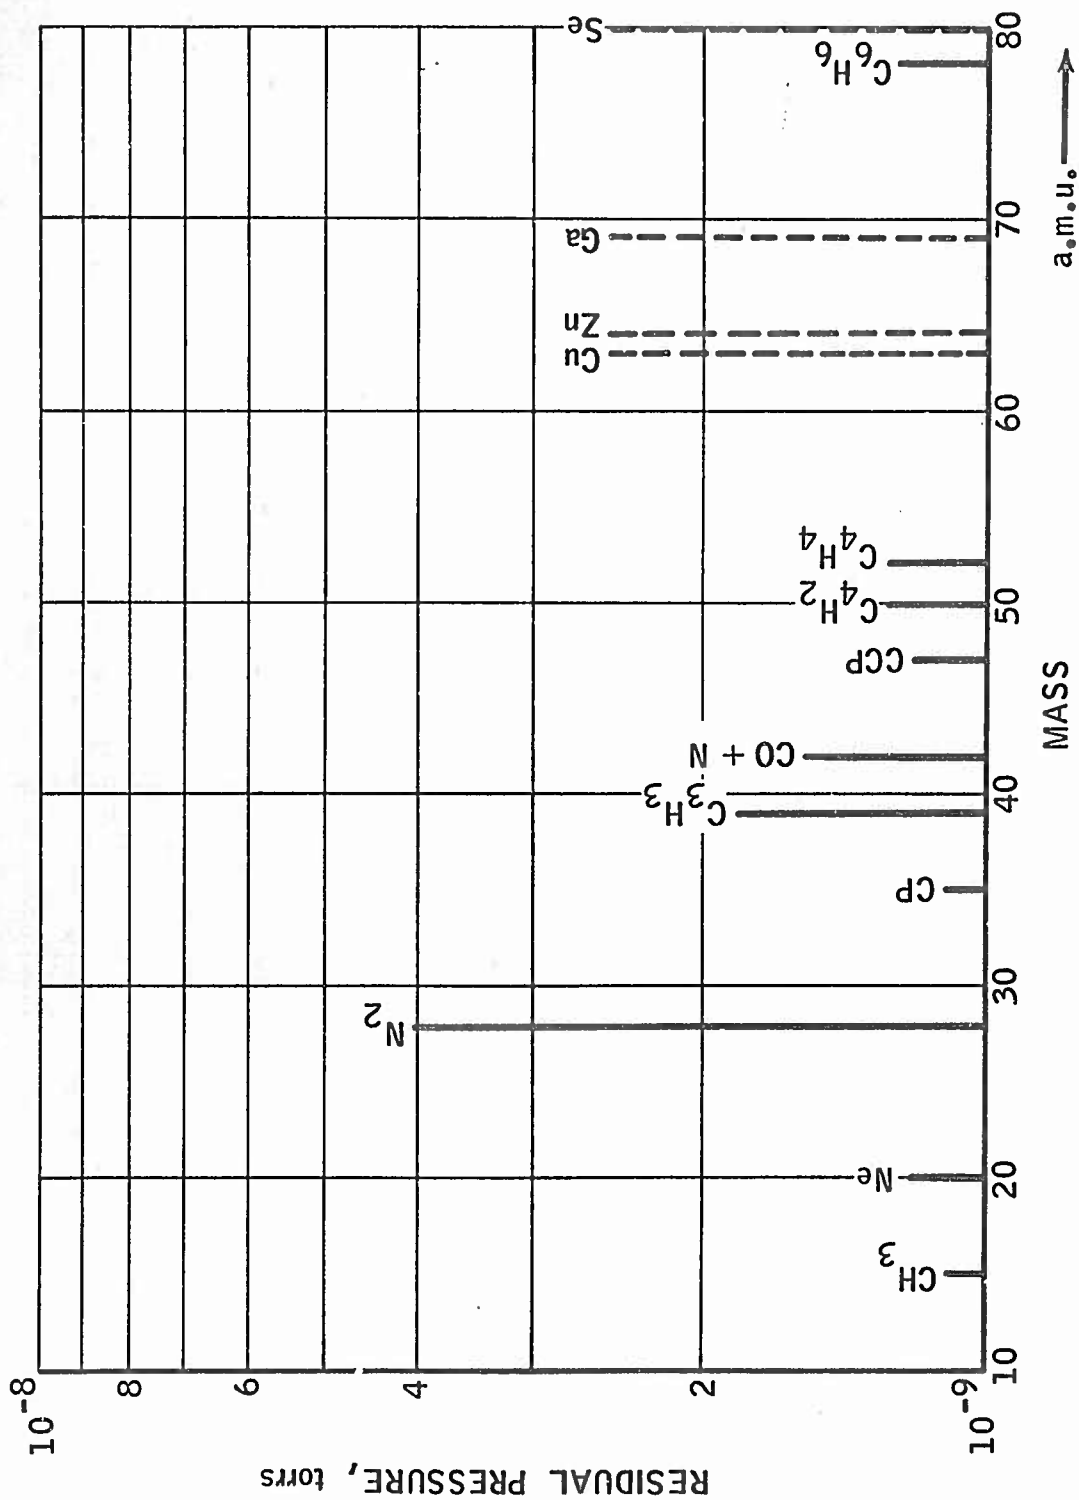 RESIDUAL PRESSURE, torrs
10-8
8
6
4
2
10-9
CH3
Ne
N2
CP
C3H3
CO + N
CCP
C4H2
C4H4
Cu
Zn
Ga
Se
C6H6
10
20
30
40
50
60
70
80
MASS
a.m.u.